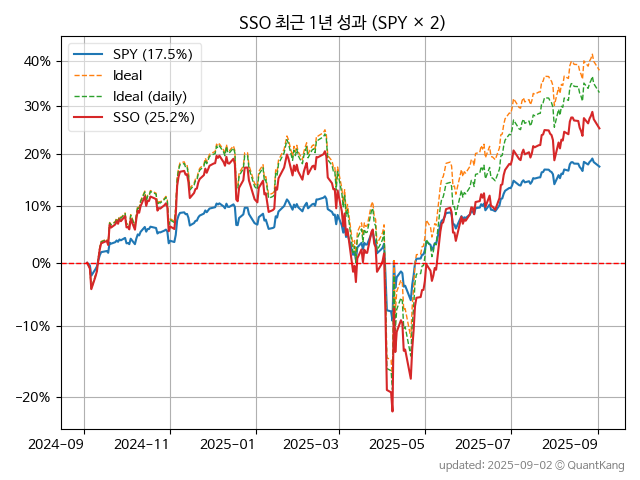 SSO 최근 1년 성과 (SPY × 2)
SPY (17.5%)
Ideal
Ideal (daily)
SSO (25.2%)
40%
30%
20%
10%
0%
−10%
−20%
2024-09
2024-11
2025-01
2025-03
2025-05
2025-07
2025-09
updated: 2025-09-02 © QuantKang